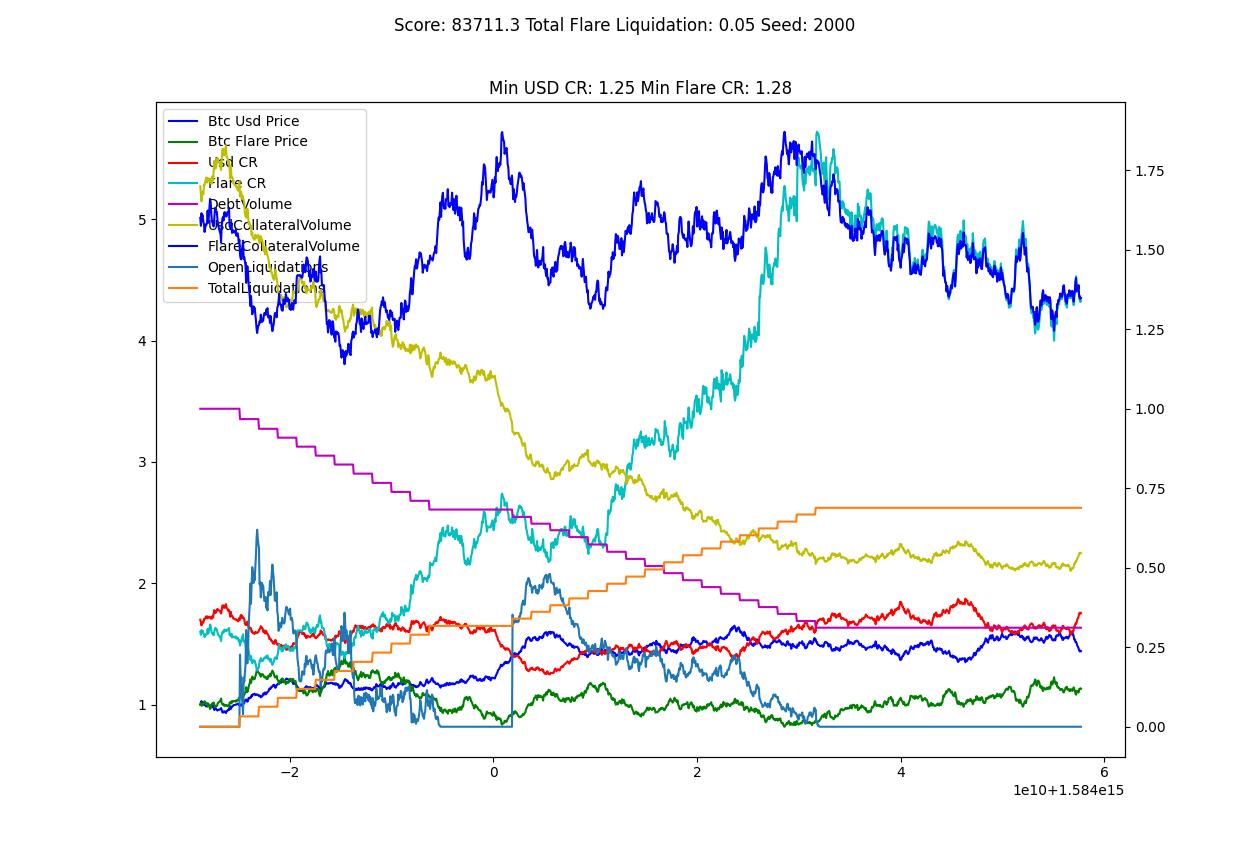 Score: 83711.3 Total Flare Liquidation: 0.05 Seed: 2000
Min USD CR: 1.25 Min Flare CR: 1.28
Btc Usd Price
Btc Flare Price
Usd CR
Flare CR
DebtVolume
UsdCollateralVolume
FlareCollateralVolume
OpenLiquidations
TotalLiquidations
5
4
3
2
1
1.75
1.50
1.25
1.00
0.75
0.50
0.25
0.00
−2 0 2 4 6
1e10+1.584e15